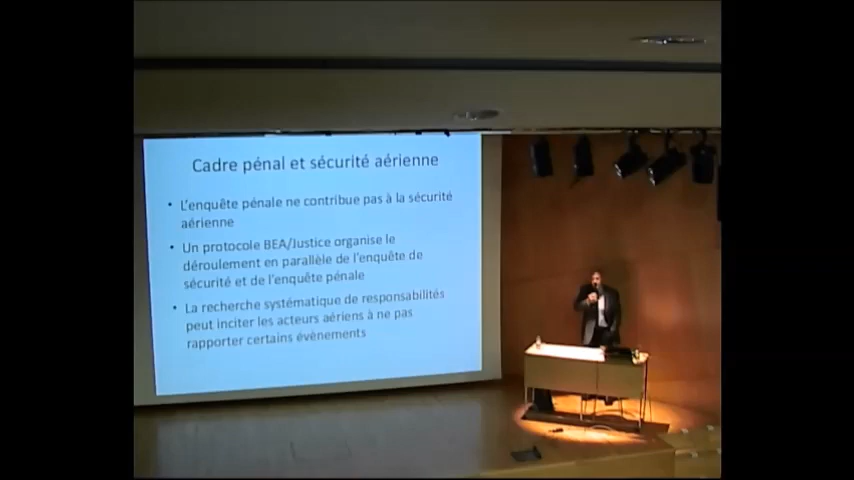 Cadre pénal et sécurité aérienne
• L'enquête pénale ne contribue pas à la sécurité
aérienne
• Un protocole BEA/Justice organise le
déroulement en parallèle de l'enquête de
sécurité et de l'enquête pénale
• La recherche systématique de responsabilités
peut inciter les acteurs aériens à ne pas
rapporter certains évènements